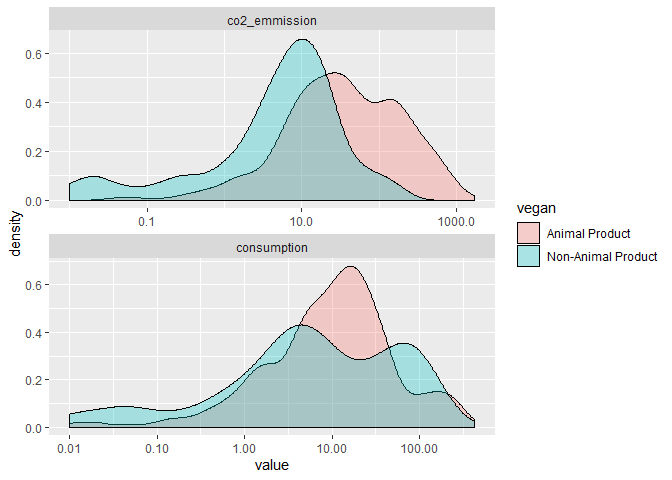 co2_emmission
0.6
0.4
0.2
0.0
0.1
10.0
1000.0
density
consumption
0.6
0.4
0.2
0.0
0.01
0.10
1.00
10.00
100.00
value
vegan
Animal Product
Non-Animal Product